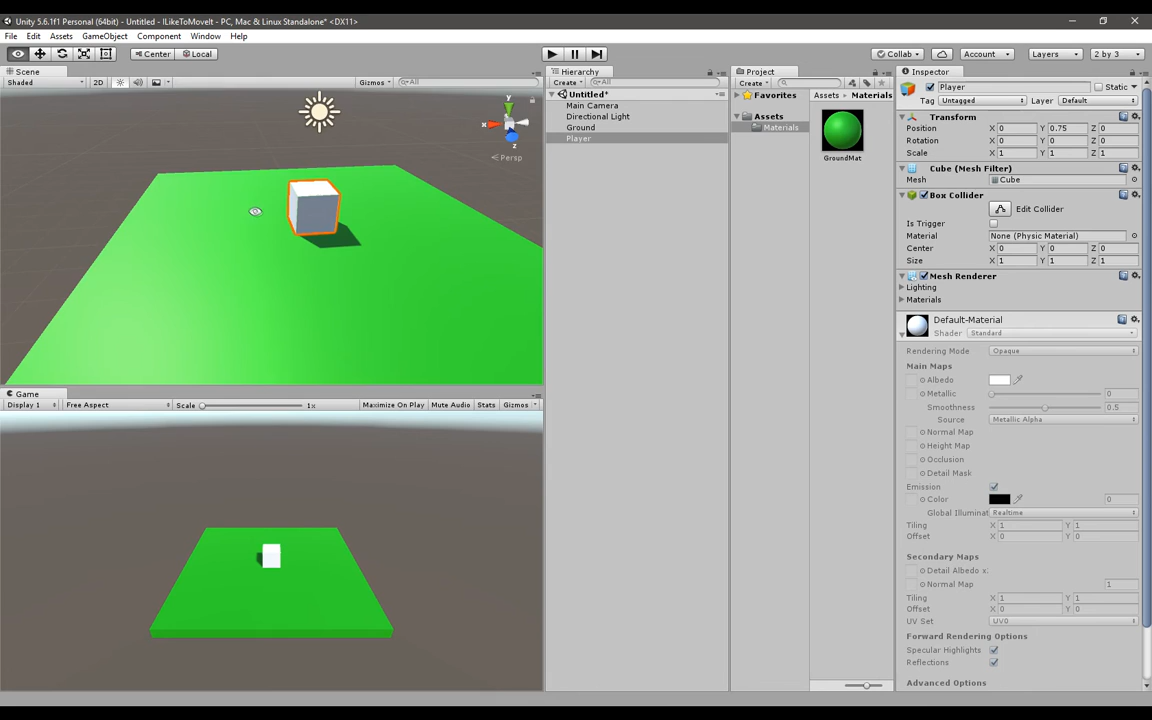 Unity 5.6.1f1 Personal (64bit) - Untitled - ILikeToMoveIt - PC, Mac & Linux Standalone* <DX11>
File Edit Assets GameObject Component Window Help
Center Local Collab Account Layers 2 by 3
Scene
Shaded 2D Gizmos All
y
x
z
Persp
Game
Display 1 Free Aspect Scale 1x Maximize On Play Mute Audio Stats Gizmos
Hierarchy
Create All
Untitled*
Main Camera
Directional Light
Ground
Player
Project
Create
Favorites
Assets
Materials
Assets Materials
GroundMat
Inspector
Player Static
Tag Untagged Layer Default
Transform
Position X 0 Y 0.75 Z 0
Rotation X 0 Y 0 Z 0
Scale X 1 Y 1 Z 1
Cube (Mesh Filter)
Mesh Cube
Box Collider
Edit Collider
Is Trigger
Material None (Physic Material)
Center X 0 Y 0 Z 0
Size X 1 Y 1 Z 1
Mesh Renderer
Lighting
Materials
Default-Material
Shader Standard
Rendering Mode Opaque
Main Maps
Albedo
Metallic 0
Smoothness 0.5
Source Metallic Alpha
Normal Map
Height Map
Occlusion
Detail Mask
Emission
Color 0
Global Illuminat Realtime
Tiling X 1 Y 1
Offset X 0 Y 0
Secondary Maps
Detail Albedo x:
Normal Map 1
Tiling X 1 Y 1
Offset X 0 Y 0
UV Set UV0
Forward Rendering Options
Specular Highlights
Reflections
Advanced Options